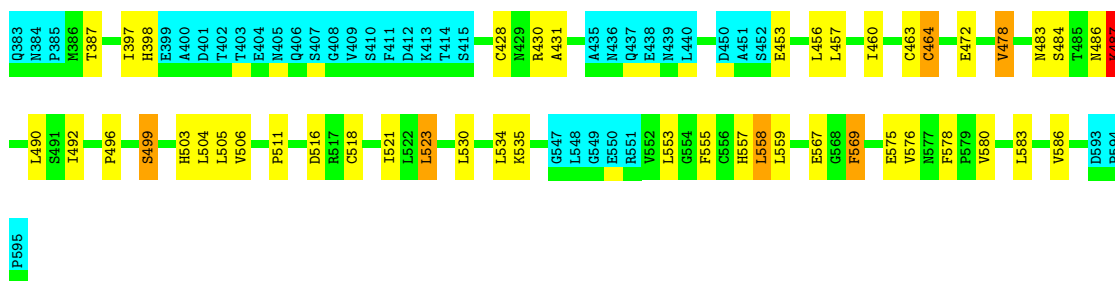 Q383 N384 P385 M386 T387 I397 H398 E399 A400 D401 T402 T403 E404 N405 Q406 S407 G408 V409 S410 F411 D412 K413 T414 S415 C428 N429 R430 A431 A435 N436 Q437 E438 N439 L440 D450 A451 S452 E453 L456 L457 I460 C463 C464 E472 V478 N483 S484 T485 N486
L490 S491 I492 P496 S499 H503 L504 L505 V506 P511 D516 R517 C518 I521 L522 L523 L530 L534 K535 G547 L548 G549 E550 R551 V552 L553 G554 F555 C556 H557 L558 L559 E567 G568 F569 E575 V576 N577 F578 P579 V580 L583 V586 D593
P595